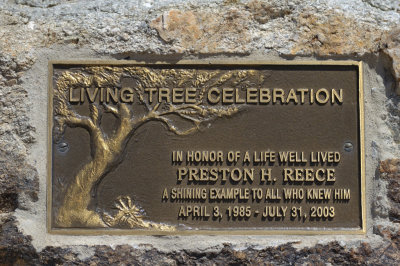 LIVING TREE CELEBRATION
IN HONOR OF A LIFE WELL LIVED
PRESTON H. REECE
A SHINING EXAMPLE TO ALL WHO KNEW HIM
APRIL 3, 1985 - JULY 31, 2003